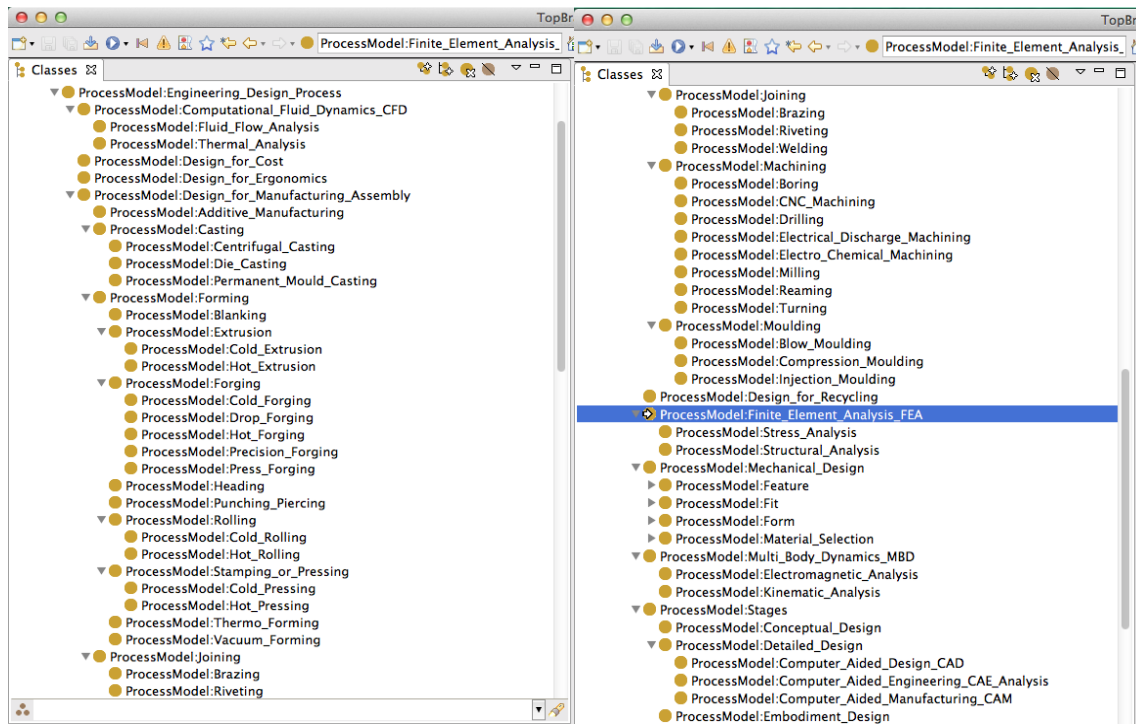 TopBr
ProcessModel:Finite_Element_Analysis_
Classes
ProcessModel:Engineering_Design_Process
ProcessModel:Computational_Fluid_Dynamics_CFD
ProcessModel:Fluid_Flow_Analysis
ProcessModel:Thermal_Analysis
ProcessModel:Design_for_Cost
ProcessModel:Design_for_Ergonomics
ProcessModel:Design_for_Manufacturing_Assembly
ProcessModel:Additive_Manufacturing
ProcessModel:Casting
ProcessModel:Centrifugal_Casting
ProcessModel:Die_Casting
ProcessModel:Permanent_Mould_Casting
ProcessModel:Forming
ProcessModel:Blanking
ProcessModel:Extrusion
ProcessModel:Cold_Extrusion
ProcessModel:Hot_Extrusion
ProcessModel:Forging
ProcessModel:Cold_Forging
ProcessModel:Drop_Forging
ProcessModel:Hot_Forging
ProcessModel:Precision_Forging
ProcessModel:Press_Forging
ProcessModel:Heading
ProcessModel:Punching_Piercing
ProcessModel:Rolling
ProcessModel:Cold_Rolling
ProcessModel:Hot_Rolling
ProcessModel:Stamping_or_Pressing
ProcessModel:Cold_Pressing
ProcessModel:Hot_Pressing
ProcessModel:Thermo_Forming
ProcessModel:Vacuum_Forming
ProcessModel:Joining
ProcessModel:Brazing
ProcessModel:Riveting
TopBr
ProcessModel:Finite_Element_Analysis_
Classes
ProcessModel:Joining
ProcessModel:Brazing
ProcessModel:Riveting
ProcessModel:Welding
ProcessModel:Machining
ProcessModel:Boring
ProcessModel:CNC_Machining
ProcessModel:Drilling
ProcessModel:Electrical_Discharge_Machining
ProcessModel:Electro_Chemical_Machining
ProcessModel:Milling
ProcessModel:Reaming
ProcessModel:Turning
ProcessModel:Moulding
ProcessModel:Blow_Moulding
ProcessModel:Compression_Moulding
ProcessModel:Injection_Moulding
ProcessModel:Design_for_Recycling
ProcessModel:Finite_Element_Analysis_FEA
ProcessModel:Stress_Analysis
ProcessModel:Structural_Analysis
ProcessModel:Mechanical_Design
ProcessModel:Feature
ProcessModel:Fit
ProcessModel:Form
ProcessModel:Material_Selection
ProcessModel:Multi_Body_Dynamics_MBD
ProcessModel:Electromagnetic_Analysis
ProcessModel:Kinematic_Analysis
ProcessModel:Stages
ProcessModel:Conceptual_Design
ProcessModel:Detailed_Design
ProcessModel:Computer_Aided_Design_CAD
ProcessModel:Computer_Aided_Engineering_CAE_Analysis
ProcessModel:Computer_Aided_Manufacturing_CAM
ProcessModel:Embodiment_Design